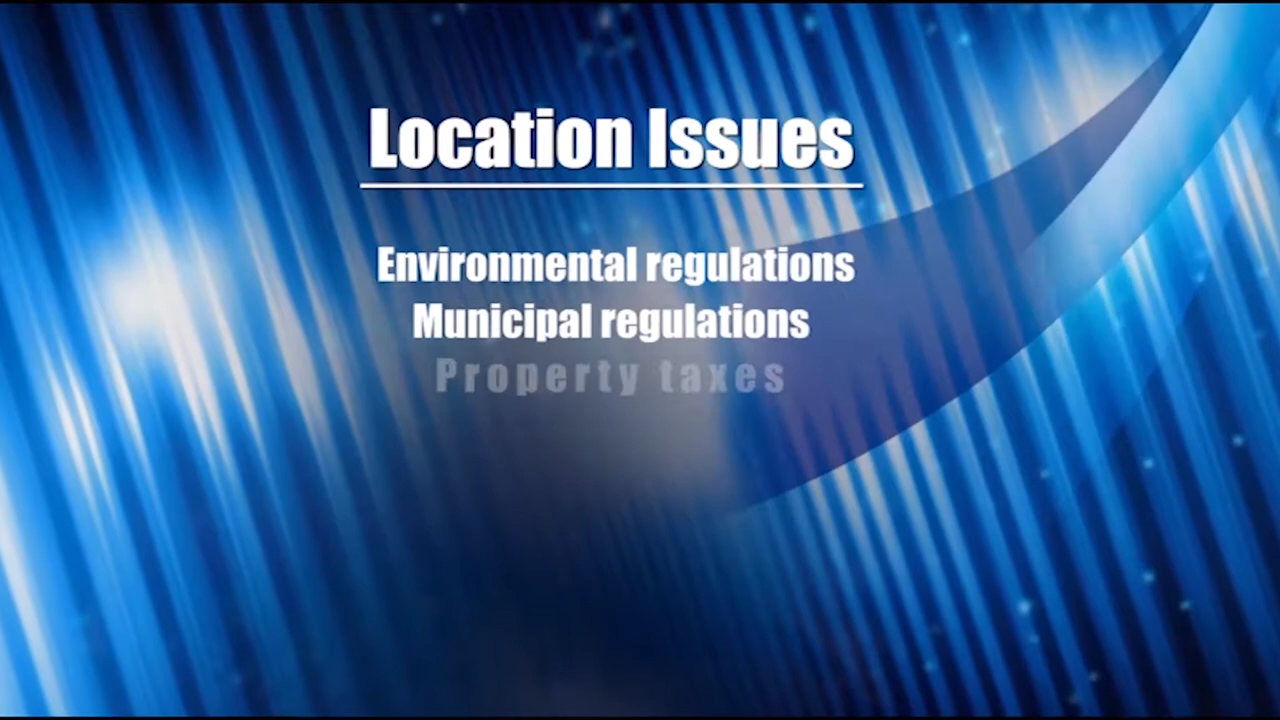 Location Issues
Environmental regulations
Municipal regulations
Property taxes